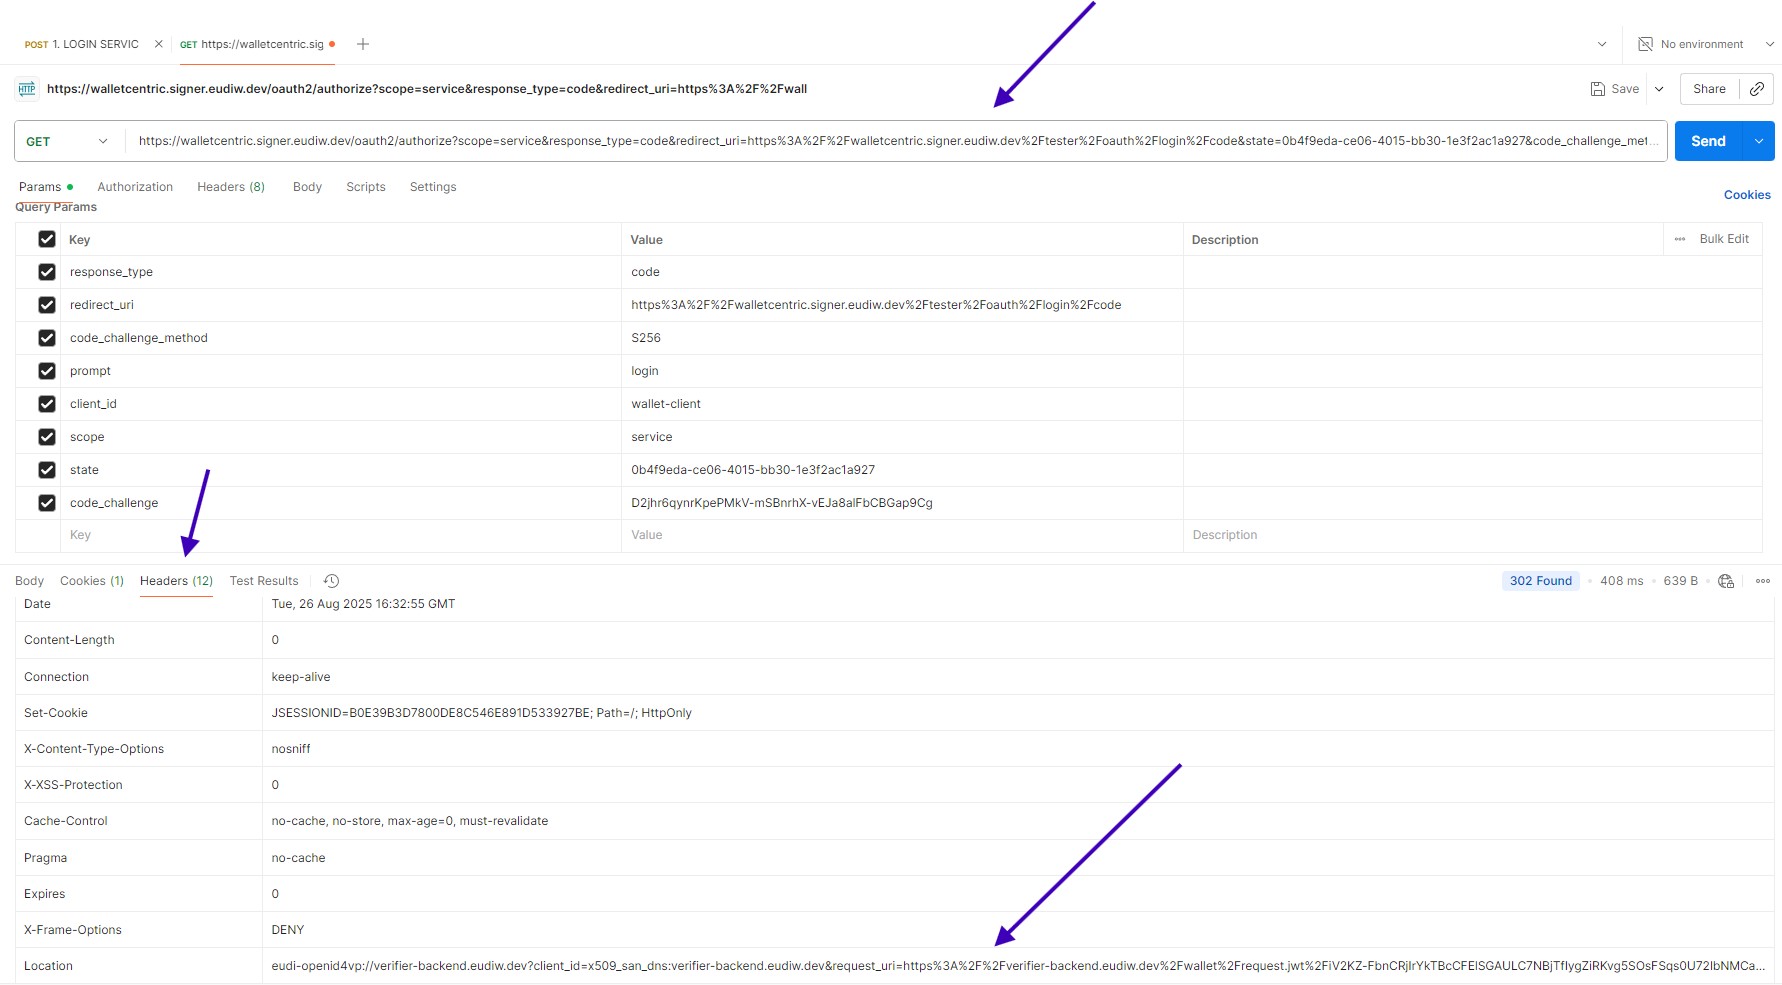 POST 1. LOGIN SERVIC
GET https://walletcentric.sig
No environment
HTTP https://walletcentric.signer.eudiw.dev/oauth2/authorize?scope=service&response_type=code&redirect_uri=https%3A%2F%2Fwall
Save
Share
GET https://walletcentric.signer.eudiw.dev/oauth2/authorize?scope=service&response_type=code&redirect_uri=https%3A%2F%2Fwalletcentric.signer.eudiw.dev%2Ftester%2Foauth%2Flogin%2Fcode&state=0b4f9eda-ce06-4015-bb30-1e3f2ac1a927&code_challenge_met...
Send
Params Authorization Headers (8) Body Scripts Settings
Cookies
Query Params
Key Value Description Bulk Edit
response_type code
redirect_uri https%3A%2F%2Fwalletcentric.signer.eudiw.dev%2Ftester%2Foauth%2Flogin%2Fcode
code_challenge_method S256
prompt login
client_id wallet-client
scope service
state 0b4f9eda-ce06-4015-bb30-1e3f2ac1a927
code_challenge D2jhr6qynrKpePMkV-mSBnrhX-vEJa8alFbCBGap9Cg
Key Value Description
Body Cookies (1) Headers (12) Test Results 302 Found 408 ms 639 B
Date Tue, 26 Aug 2025 16:32:55 GMT
Content-Length 0
Connection keep-alive
Set-Cookie JSESSIONID=B0E39B3D7800DE8C546E891D533927BE; Path=/; HttpOnly
X-Content-Type-Options nosniff
X-XSS-Protection 0
Cache-Control no-cache, no-store, max-age=0, must-revalidate
Pragma no-cache
Expires 0
X-Frame-Options DENY
Location eudi-openid4vp://verifier-backend.eudiw.dev?client_id=x509_san_dns:verifier-backend.eudiw.dev&request_uri=https%3A%2F%2Fverifier-backend.eudiw.dev%2Fwallet%2Frequest.jwt%2FiV2KZ-FbnCRjIrYkTBcCFElSGAULC7NBjTfIygZiRKvg5SOsFSqs0U72IbNMCa...